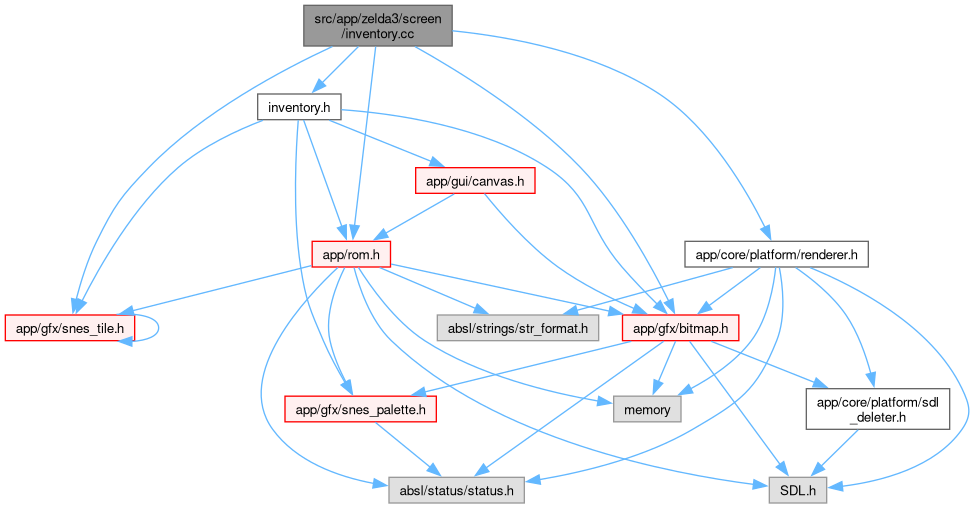 src/app/zelda3/screen
/inventory.cc
inventory.h
app/gui/canvas.h
app/rom.h
app/core/platform/renderer.h
app/gfx/snes_tile.h
absl/strings/str_format.h
app/gfx/bitmap.h
app/gfx/snes_palette.h
memory
app/core/platform/sdl
_deleter.h
absl/status/status.h
SDL.h